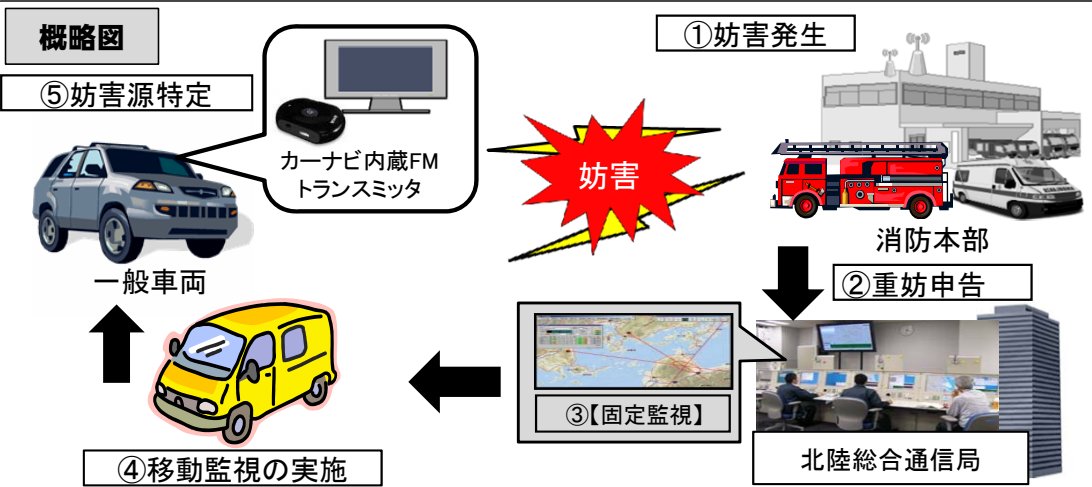 概略図
①妨害発生
⑤妨害源特定
カーナビ内蔵FM
トランスミッタ
妨害
消防本部
一般車両
②重妨申告
③【固定監視】
北陸総合通信局
④移動監視の実施